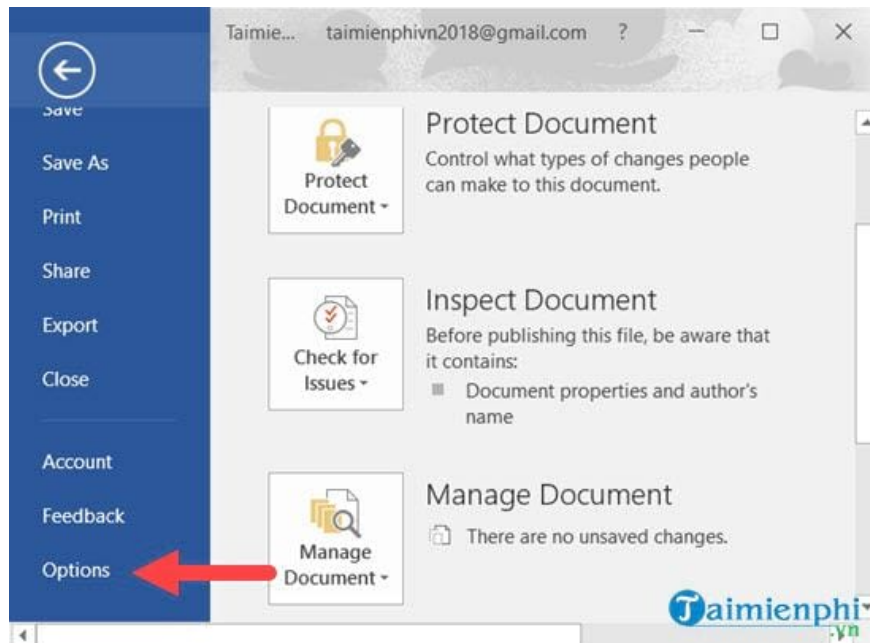 Taimie... taimienphivn2018@gmail.com ?
Save
Save As
Print
Share
Export
Close
Account
Feedback
Options
Protect
Document
Protect Document
Control what types of changes people
can make to this document.
Check for
Issues
Inspect Document
Before publishing this file, be aware that
it contains:
Document properties and author's
name
Manage
Document
Manage Document
There are no unsaved changes.
Taimienphi
.vn